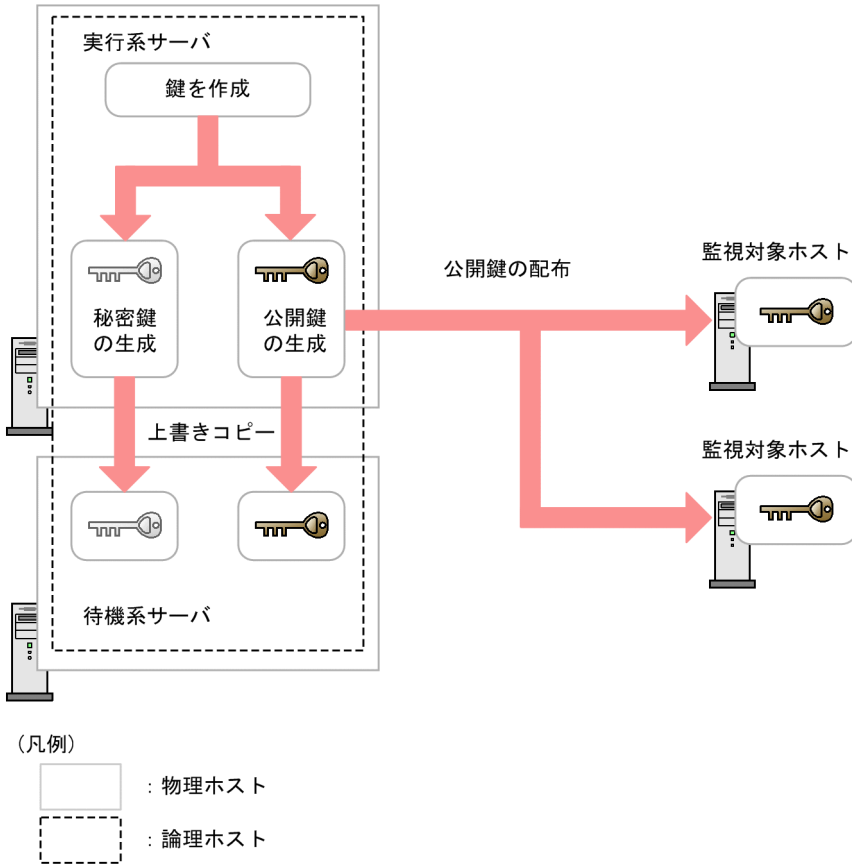 実行系サーバ
鍵を作成
秘密鍵
の生成
公開鍵
の生成
公開鍵の配布
監視対象ホスト
上書きコピー
監視対象ホスト
待機系サーバ
（凡例）
：物理ホスト
：論理ホスト